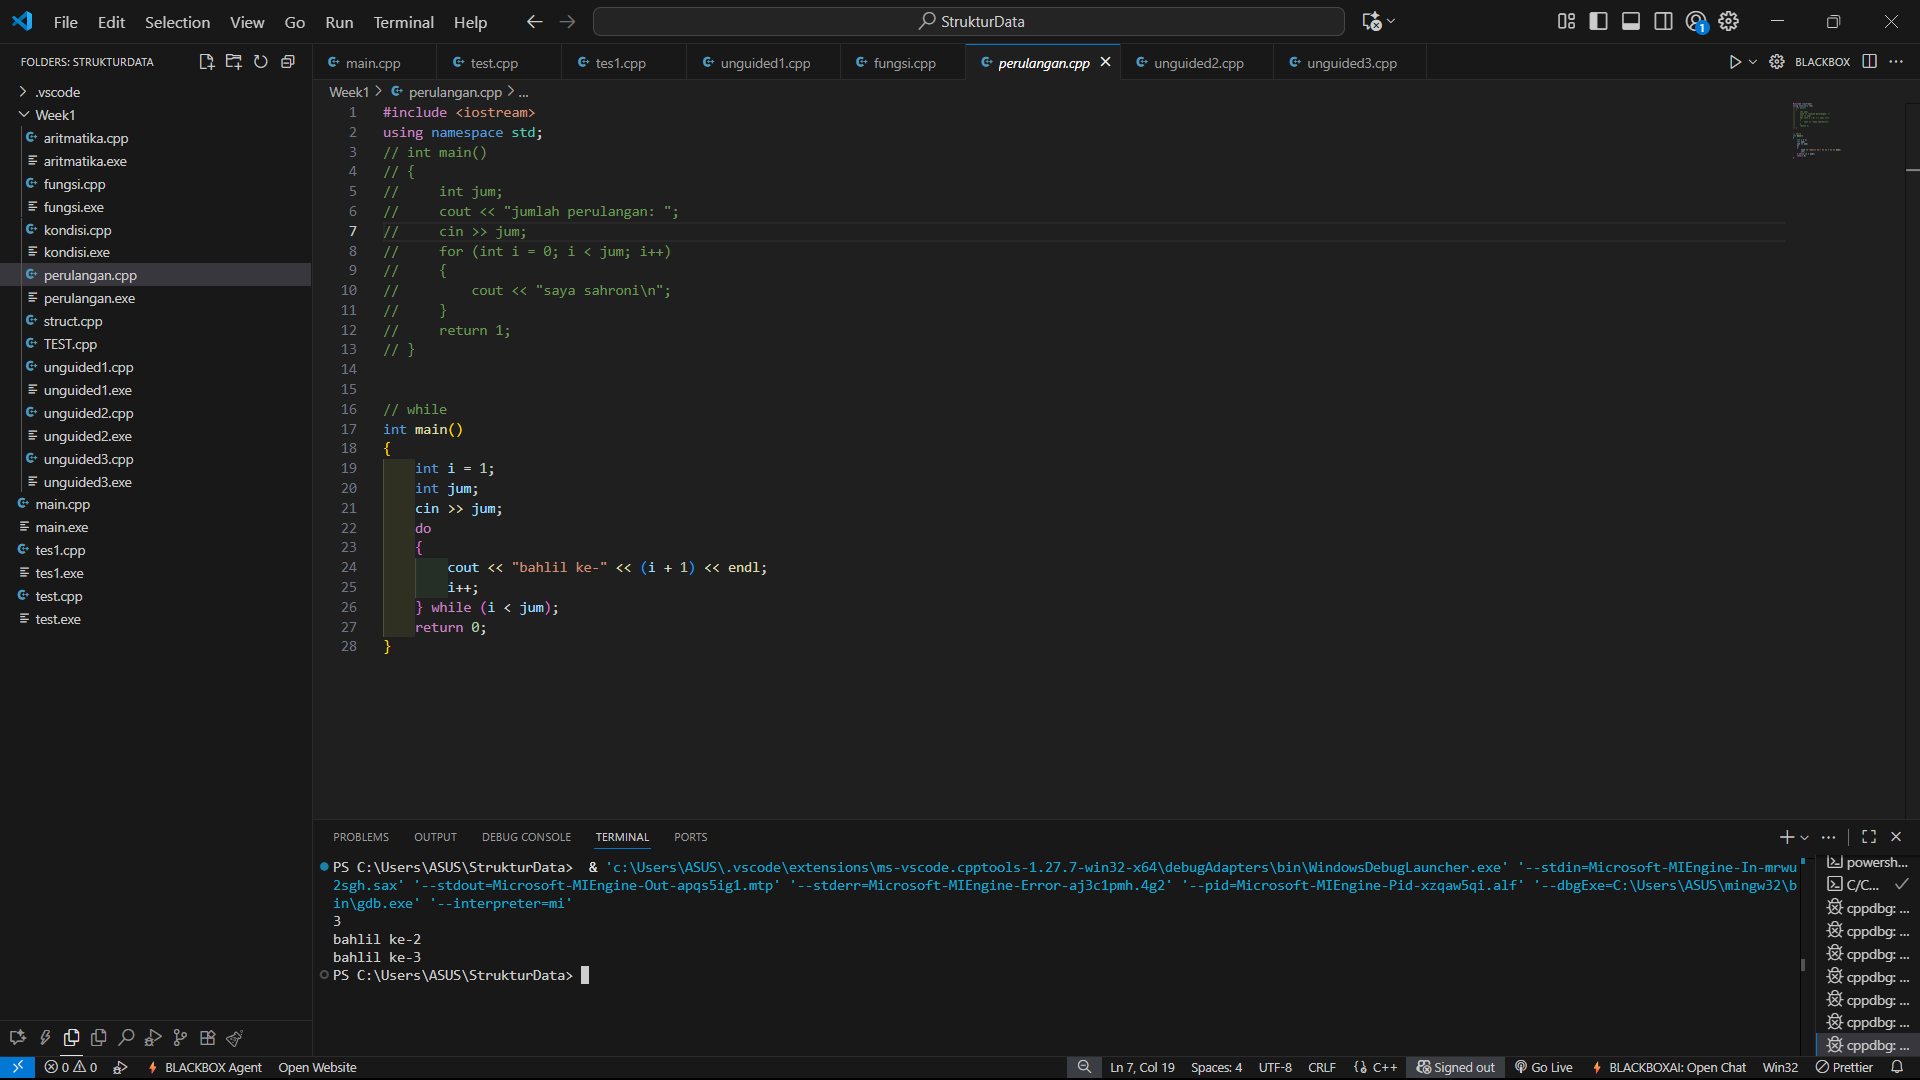 File Edit Selection View Go Run Terminal Help
StrukturData
FOLDERS: STRUKTURDATA
.vscode
Week1
aritmatika.cpp
aritmatika.exe
fungsi.cpp
fungsi.exe
kondisi.cpp
kondisi.exe
perulangan.cpp
perulangan.exe
struct.cpp
TEST.cpp
unguided1.cpp
unguided1.exe
unguided2.cpp
unguided2.exe
unguided3.cpp
unguided3.exe
main.cpp
main.exe
tes1.cpp
tes1.exe
test.cpp
test.exe
main.cpp test.cpp tes1.cpp unguided1.cpp fungsi.cpp perulangan.cpp unguided2.cpp unguided3.cpp
BLACKBOX
Week1 > perulangan.cpp > ...
1 #include <iostream>
2 using namespace std;
3 // int main()
4 // {
5 //     int jum;
6 //     cout << "jumlah perulangan: ";
7 //     cin >> jum;
8 //     for (int i = 0; i < jum; i++)
9 //     {
10 //         cout << "saya sahroni\n";
11 //     }
12 //     return 1;
13 // }
14
15
16 // while
17 int main()
18 {
19     int i = 1;
20     int jum;
21     cin >> jum;
22     do
23     {
24         cout << "bahlil ke-" << (i + 1) << endl;
25         i++;
26     } while (i < jum);
27     return 0;
28 }
PROBLEMS OUTPUT DEBUG CONSOLE TERMINAL PORTS
PS C:\Users\ASUS\StrukturData>  & 'c:\Users\ASUS\.vscode\extensions\ms-vscode.cpptools-1.27.7-win32-x64\debugAdapters\bin\WindowsDebugLauncher.exe' '--stdin=Microsoft-MIEngine-In-mrwu
2sgh.sax' '--stdout=Microsoft-MIEngine-Out-apqs5ig1.mtp' '--stderr=Microsoft-MIEngine-Error-aj3c1pmh.4g2' '--pid=Microsoft-MIEngine-Pid-xzqaw5qi.alf' '--dbgExe=C:\Users\ASUS\mingw32\b
in\gdb.exe' '--interpreter=mi'
3
bahlil ke-2
bahlil ke-3
PS C:\Users\ASUS\StrukturData>
powersh...
C/C...
cppdbg: ...
cppdbg: ...
cppdbg: ...
cppdbg: ...
cppdbg: ...
cppdbg: ...
cppdbg: ...
0 0 BLACKBOX Agent Open Website Ln 7, Col 19 Spaces: 4 UTF-8 CRLF {} C++ Signed out Go Live BLACKBOXAI: Open Chat Win32 Prettier